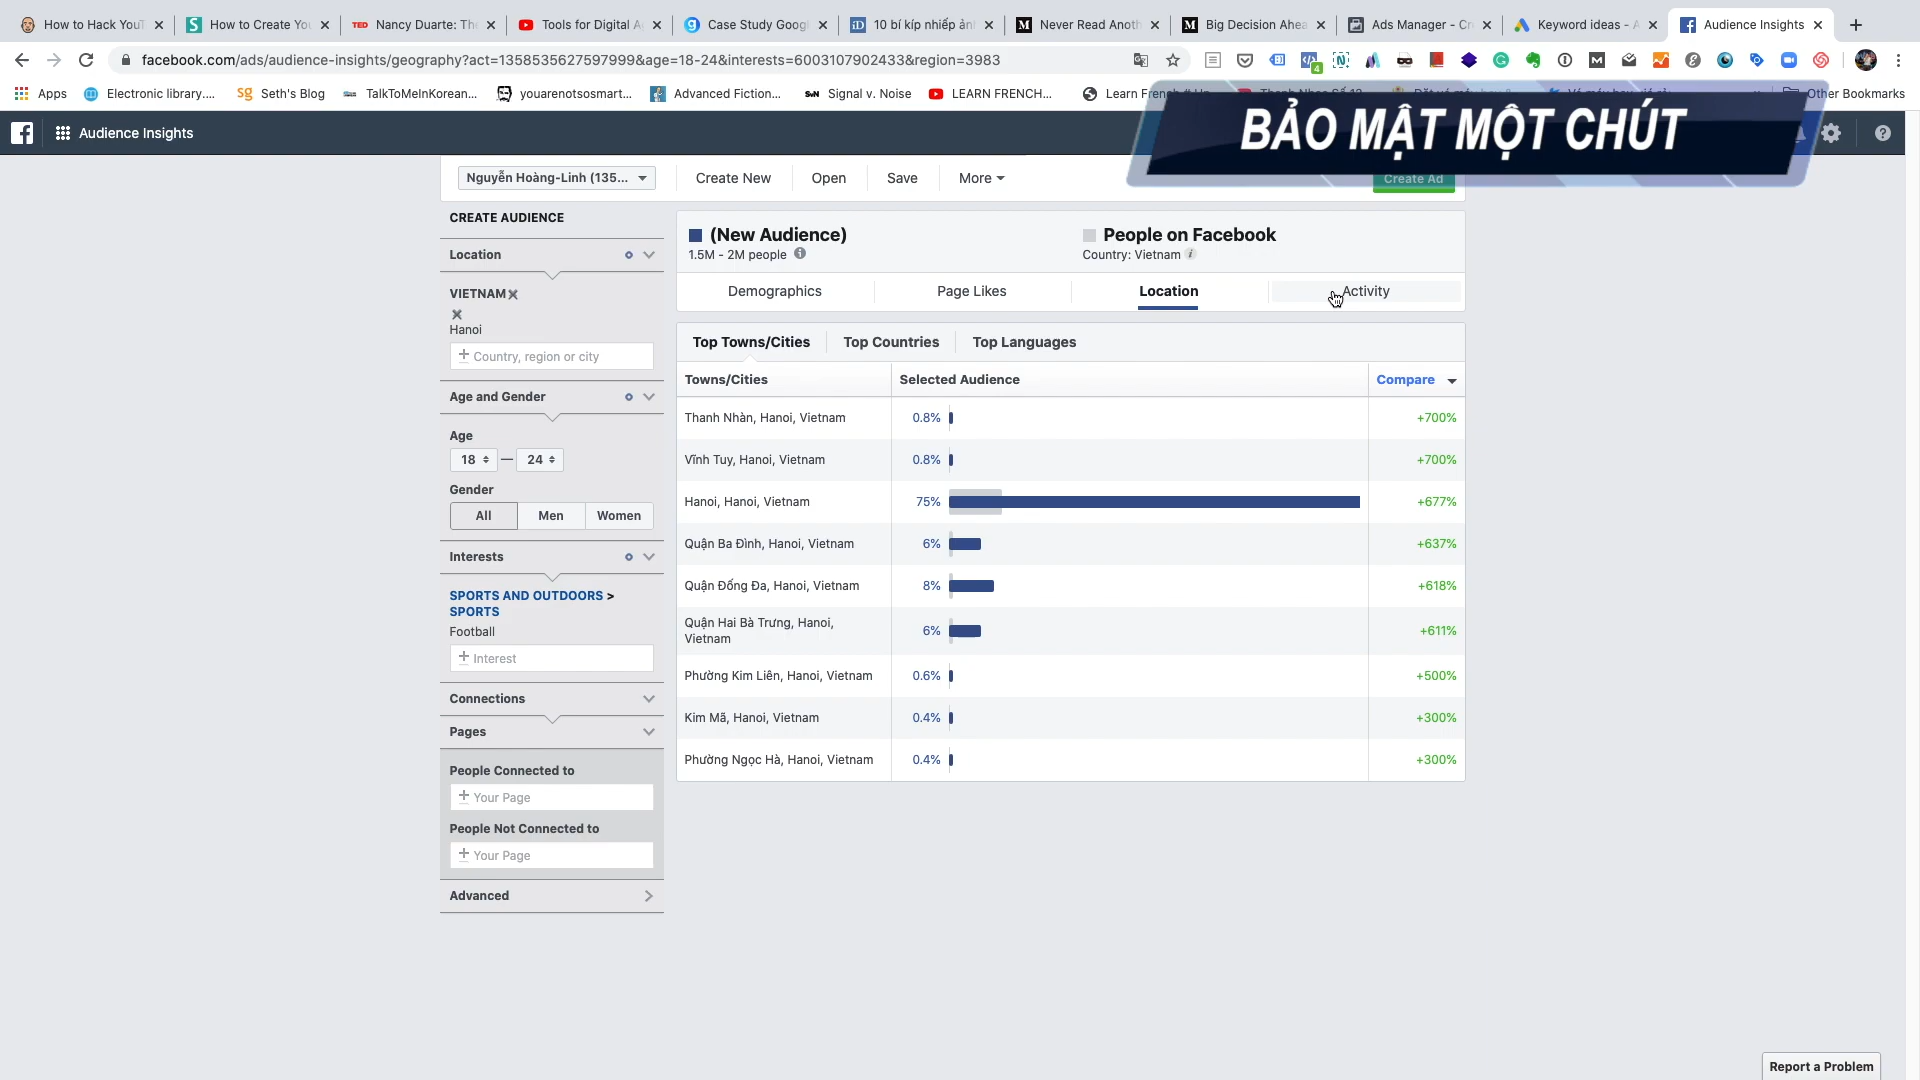 How to Hack YouT
How to Create You
TED Nancy Duarte: The
Tools for Digital A
Case Study Googl
10 bí kíp nhiếp ảnh
Never Read Anoth
Big Decision Ahea
Ads Manager - Cr
Keyword ideas - A
Audience Insights
facebook.com/ads/audience-insights/geography?act=1358535627597999&age=18-24&interests=6003107902433&region=3983
Apps
Electronic library....
Seth's Blog
TalkToMeInKorean...
youarenotsosmart...
Advanced Fiction...
Signal v. Noise
LEARN FRENCH...
Other Bookmarks
BẢO MẬT MỘT CHÚT
Audience Insights
Nguyễn Hoàng-Linh (135...
Create New
Open
Save
More
Create Ad
CREATE AUDIENCE
Location
VIETNAM
Hanoi
Country, region or city
Age and Gender
Age
18 — 24
Gender
All Men Women
Interests
SPORTS AND OUTDOORS >
SPORTS
Football
Interest
Connections
Pages
People Connected to
Your Page
People Not Connected to
Your Page
Advanced
(New Audience)
1.5M - 2M people
People on Facebook
Country: Vietnam
Demographics
Page Likes
Location
Activity
Top Towns/Cities
Top Countries
Top Languages
Towns/Cities Selected Audience Compare
Thanh Nhàn, Hanoi, Vietnam 0.8% +700%
Vĩnh Tuy, Hanoi, Vietnam 0.8% +700%
Hanoi, Hanoi, Vietnam 75% +677%
Quận Ba Đình, Hanoi, Vietnam 6% +637%
Quận Đống Đa, Hanoi, Vietnam 8% +618%
Quận Hai Bà Trưng, Hanoi,
Vietnam 6% +611%
Phường Kim Liên, Hanoi, Vietnam 0.6% +500%
Kim Mã, Hanoi, Vietnam 0.4% +300%
Phường Ngọc Hà, Hanoi, Vietnam 0.4% +300%
Report a Problem